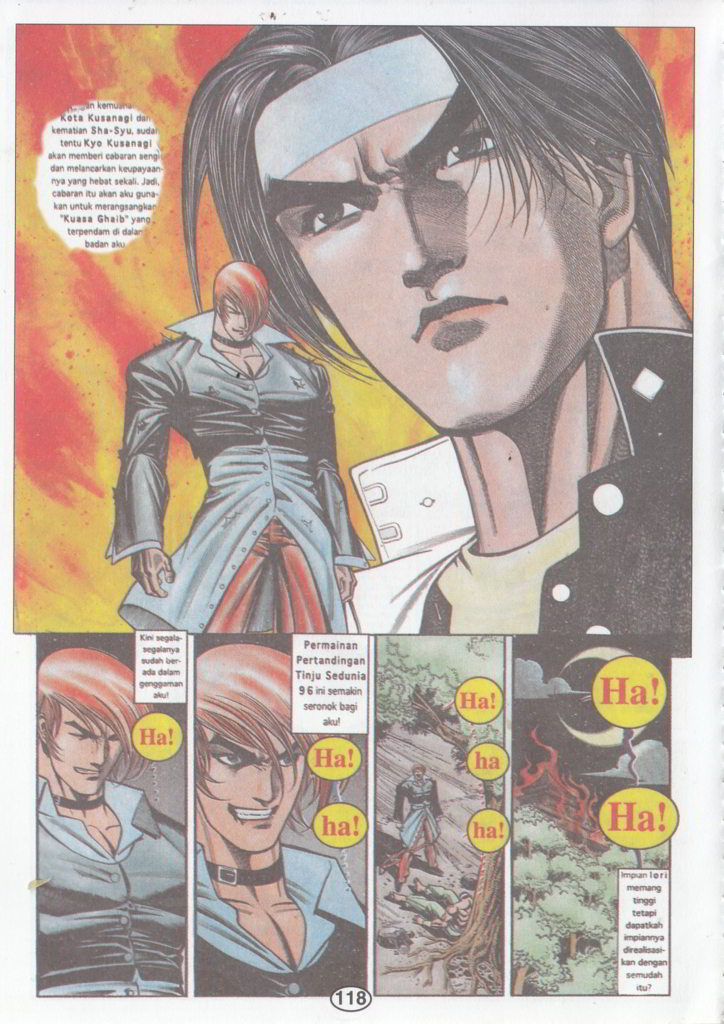 kemusna
Kota Kusanagi dan
kematian Sha-Syu, sudah
tentu Kyo Kusanagi
akan memberi cabaran sengi
dan melancarkan keupayaan-
nya yang hebat sekali. Jadi,
cabaran itu akan aku guna-
kan untuk merangsangkan
"Kuasa Ghaib" yang
terpendam di dalam
badan aku
Kini segala-
segalanya
sudah ber-
ada dalam
genggaman
aku!
Ha!
Permainan
Pertandingan
Tinju Sedunia
96 ini semakin
seronok bagi
aku!
Ha!
ha!
Ha!
ha
ha!
Ha!
Ha!
Impian Iori
memang
tinggi
tetapi
dapatkah
impiannya
direalisasi-
kan dengan
semudah
itu?
118